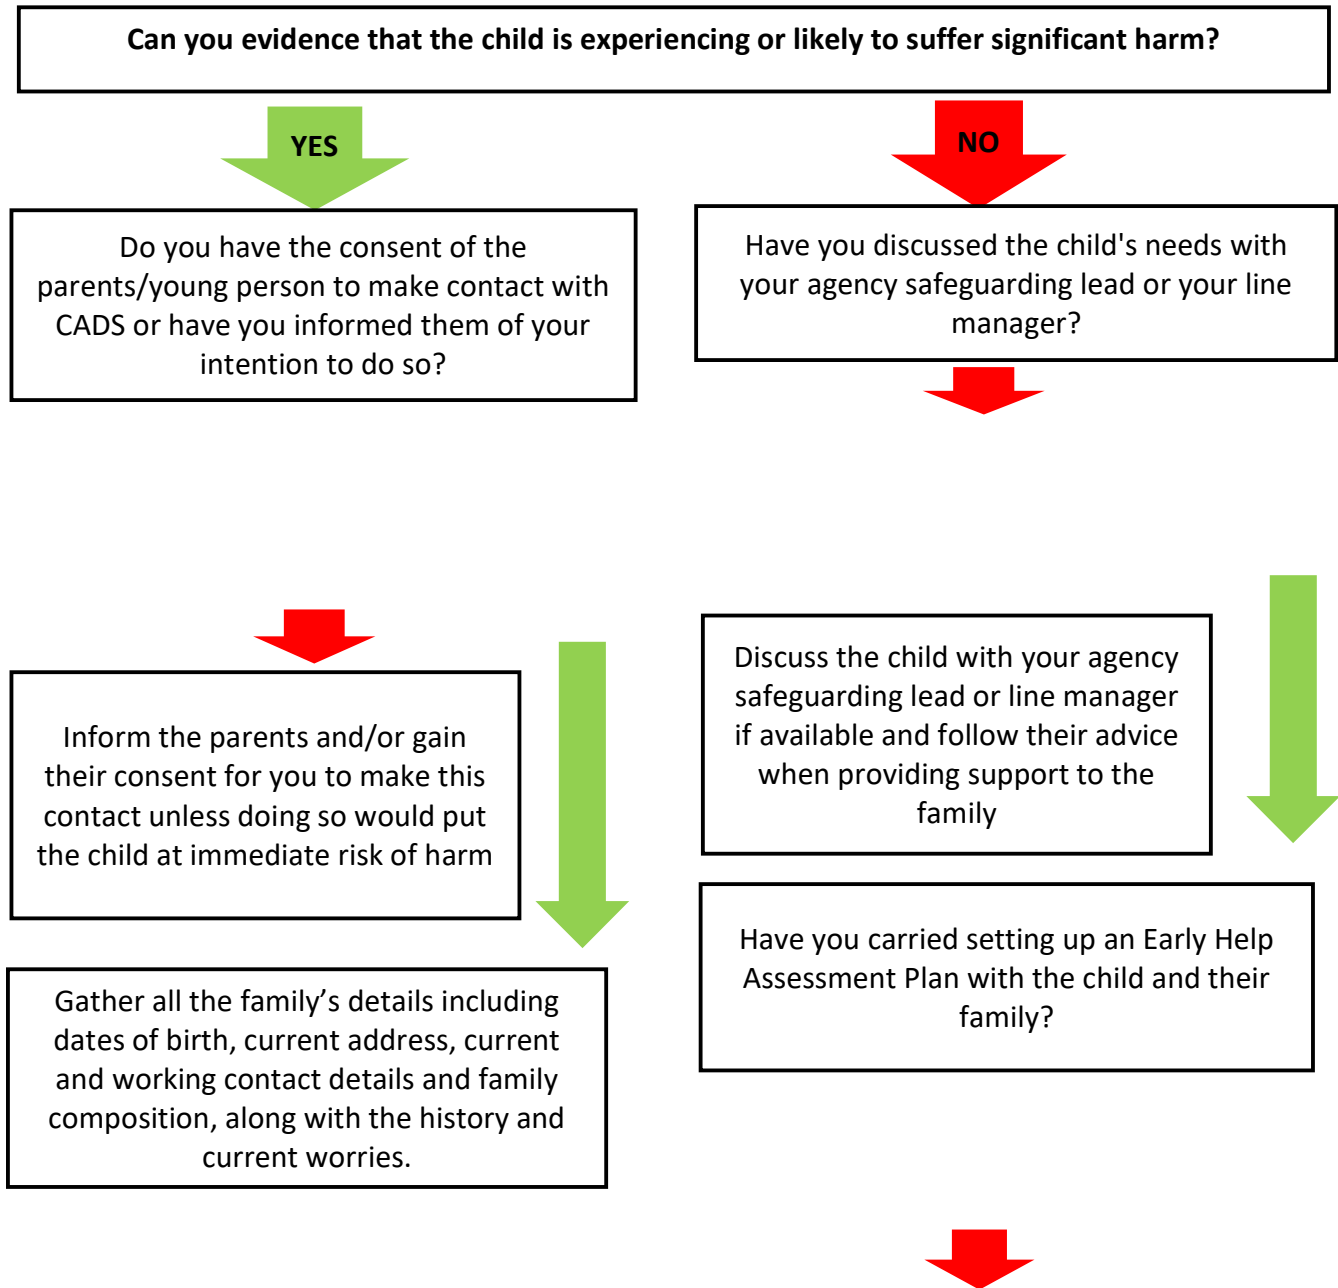 Can you evidence that the child is experiencing or likely to suffer significant harm?
YES
NO
Do you have the consent of the
parents/young person to make contact with
CADS or have you informed them of your
intention to do so?
Have you discussed the child's needs with
your agency safeguarding lead or your line
manager?
Inform the parents and/or gain
their consent for you to make this
contact unless doing so would put
the child at immediate risk of harm
Discuss the child with your agency
safeguarding lead or line manager
if available and follow their advice
when providing support to the
family
Gather all the family’s details including
dates of birth, current address, current
and working contact details and family
composition, along with the history and
current worries.
Have you carried setting up an Early Help
Assessment Plan with the child and their
family?